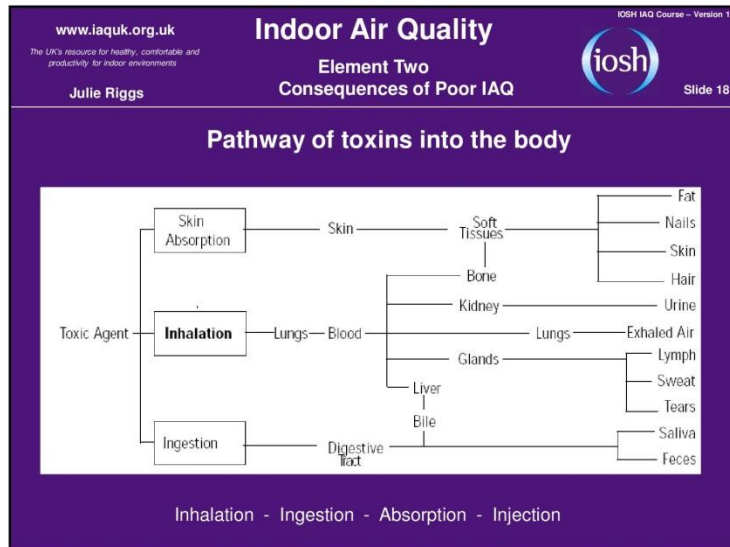 www.iaquk.org.uk
The UK's resource for healthy, comfortable and
productivity for indoor environments
Julie Riggs
Indoor Air Quality
Element Two
Consequences of Poor IAQ
IOSH IAQ Course – Version 1
iosh
Slide 18
Pathway of toxins into the body
Toxic Agent
Skin
Absorption
Skin
Soft
Tissues
Fat
Nails
Skin
Hair
Bone
Inhalation
Lungs
Blood
Kidney
Urine
Lungs
Exhaled Air
Glands
Lymph
Sweat
Tears
Liver
Bile
Ingestion
Digestive
Tract
Saliva
Feces
Inhalation - Ingestion - Absorption - Injection